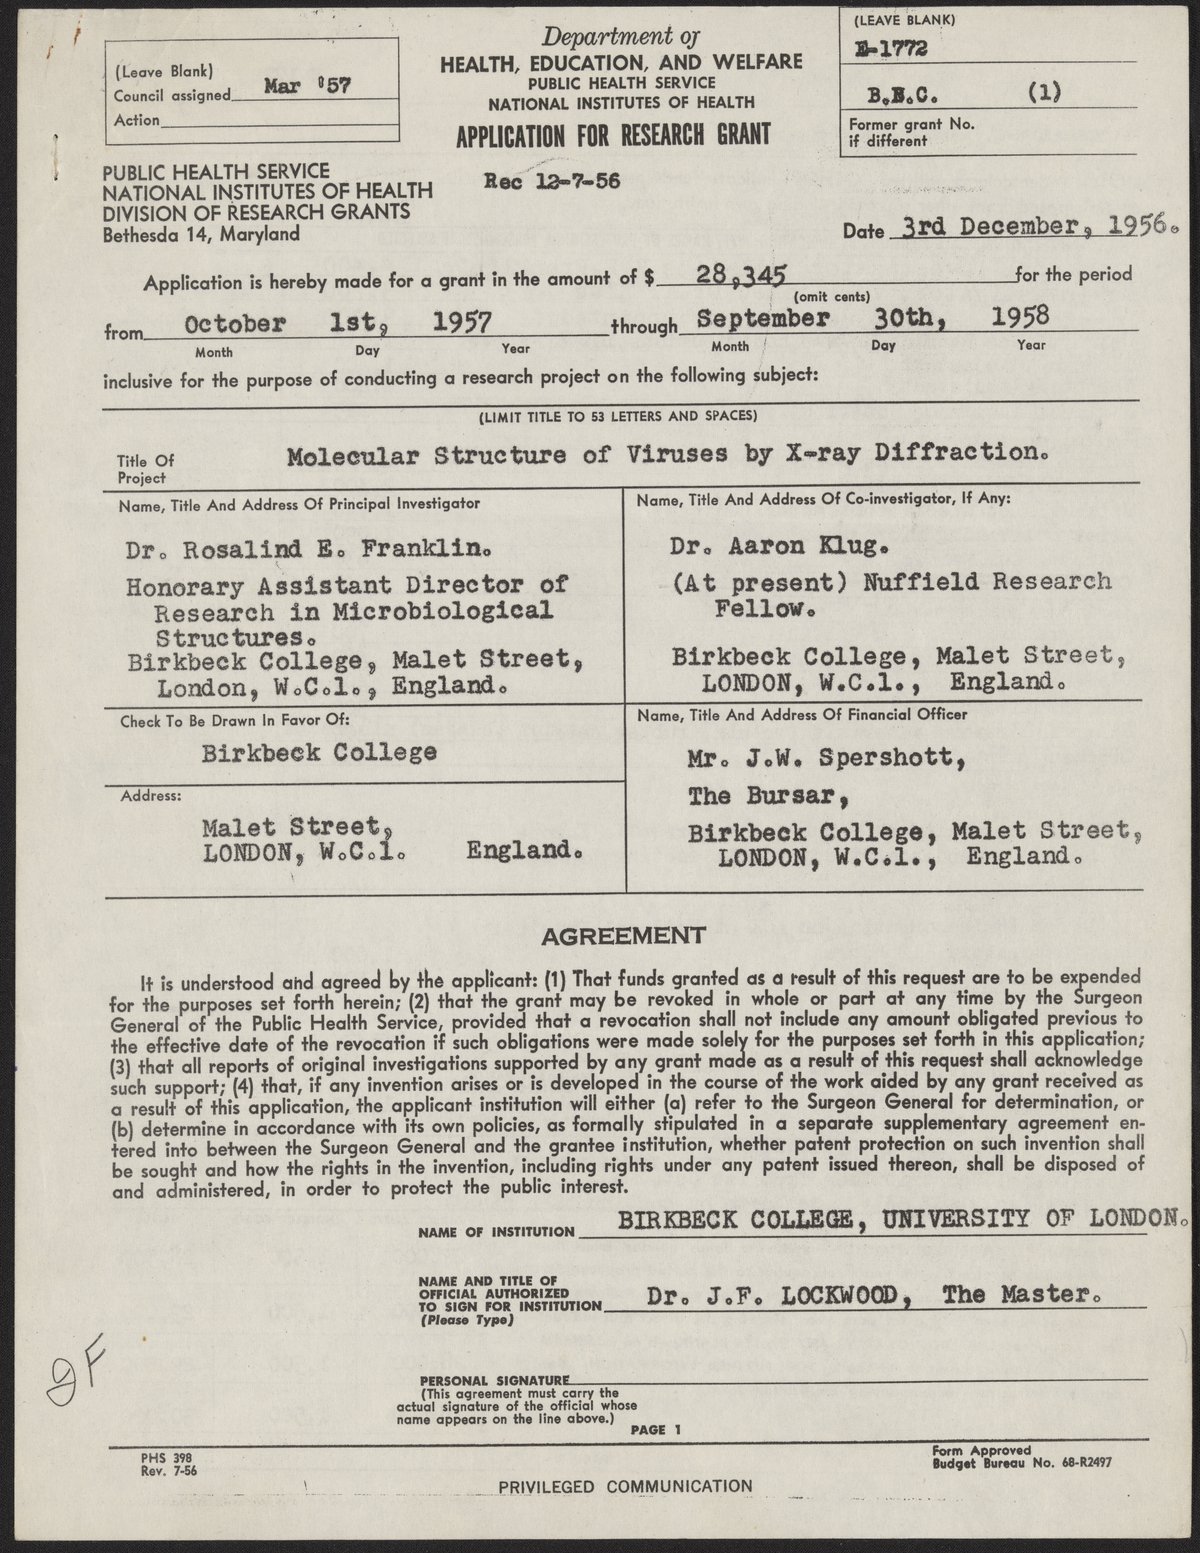 (Leave Blank)
Council assigned Mar '57
Action
Department of
HEALTH, EDUCATION, AND WELFARE
PUBLIC HEALTH SERVICE
NATIONAL INSTITUTES OF HEALTH
APPLICATION FOR RESEARCH GRANT
(LEAVE BLANK)
E-1772
B.B.C. (1)
Former grant No.
if different
PUBLIC HEALTH SERVICE
NATIONAL INSTITUTES OF HEALTH
DIVISION OF RESEARCH GRANTS
Bethesda 14, Maryland
Rec 12-7-56
Date 3rd December, 1956.
Application is hereby made for a grant in the amount of $ 28,345 for the period
(omit cents)
from October 1st, 1957 through September 30th, 1958
Month Day Year Month Day Year
inclusive for the purpose of conducting a research project on the following subject:
(LIMIT TITLE TO 53 LETTERS AND SPACES)
Title Of
Project
Molecular Structure of Viruses by X-ray Diffraction.
Name, Title And Address Of Principal Investigator
Dr. Rosalind E. Franklin.
Honorary Assistant Director of
Research in Microbiological
Structures.
Birkbeck College, Malet Street,
London, W.C.1., England.
Name, Title And Address Of Co-investigator, If Any:
Dr. Aaron Klug.
(At present) Nuffield Research
Fellow.
Birkbeck College, Malet Street,
LONDON, W.C.1., England.
Check To Be Drawn In Favor Of:
Birkbeck College
Address:
Malet Street,
LONDON, W.C.1. England.
Name, Title And Address Of Financial Officer
Mr. J.W. Spershott,
The Bursar,
Birkbeck College, Malet Street,
LONDON, W.C.1., England.
AGREEMENT
It is understood and agreed by the applicant: (1) That funds granted as a result of this request are to be expended
for the purposes set forth herein; (2) that the grant may be revoked in whole or part at any time by the Surgeon
General of the Public Health Service, provided that a revocation shall not include any amount obligated previous to
the effective date of the revocation if such obligations were made solely for the purposes set forth in this application;
(3) that all reports of original investigations supported by any grant made as a result of this request shall acknowledge
such support; (4) that, if any invention arises or is developed in the course of the work aided by any grant received as
a result of this application, the applicant institution will either (a) refer to the Surgeon General for determination, or
(b) determine in accordance with its own policies, as formally stipulated in a separate supplementary agreement en-
tered into between the Surgeon General and the grantee institution, whether patent protection on such invention shall
be sought and how the rights in the invention, including rights under any patent issued thereon, shall be disposed of
and administered, in order to protect the public interest.
NAME OF INSTITUTION BIRKBECK COLLEGE, UNIVERSITY OF LONDON.
NAME AND TITLE OF
OFFICIAL AUTHORIZED
TO SIGN FOR INSTITUTION Dr. J.F. LOCKWOOD, The Master.
(Please Type)
PERSONAL SIGNATURE
(This agreement must carry the
actual signature of the official whose
name appears on the line above.)
PAGE 1
PHS 398
Rev. 7-56
Form Approved
Budget Bureau No. 68-R2497
PRIVILEGED COMMUNICATION